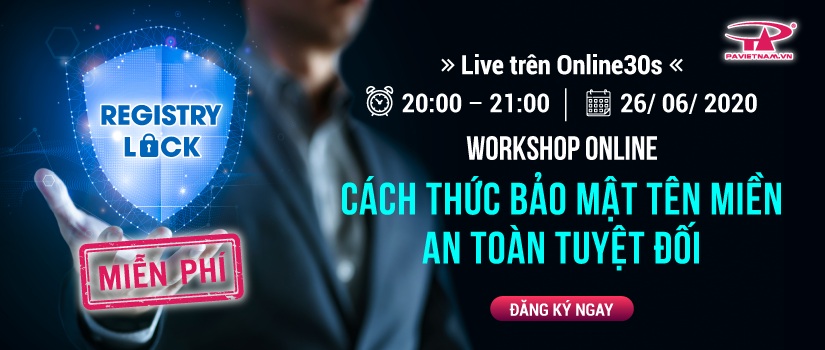 PAVIETNAM.VN
» Live trên Online30s «
20:00 – 21:00 | 26/ 06/ 2020
WORKSHOP ONLINE
CÁCH THỨC BẢO MẬT TÊN MIỀN
AN TOÀN TUYỆT ĐỐI
ĐĂNG KÝ NGAY
REGISTRY
LOCK
MIỄN PHÍ